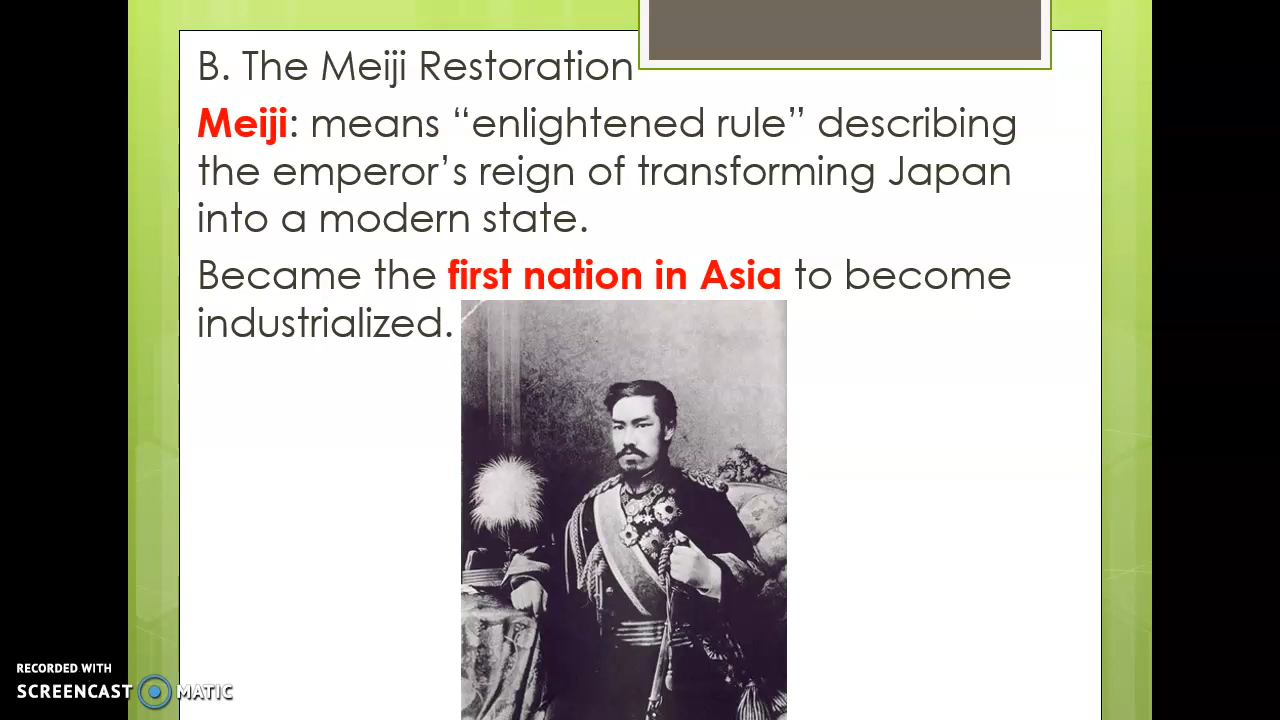 B. The Meiji Restoration
Meiji: means “enlightened rule” describing
the emperor’s reign of transforming Japan
into a modern state.
Became the first nation in Asia to become
industrialized.
RECORDED WITH
SCREENCAST MATIC